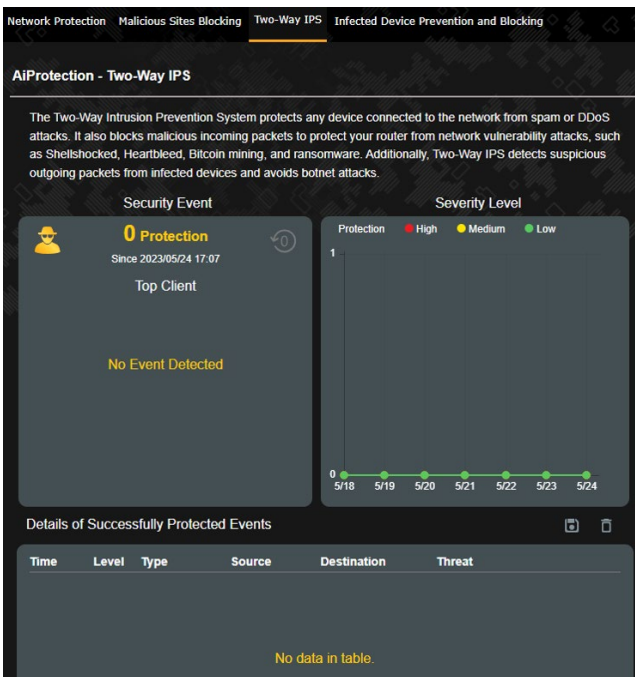 Network Protection Malicious Sites Blocking Two-Way IPS Infected Device Prevention and Blocking
AiProtection - Two-Way IPS
The Two-Way Intrusion Prevention System protects any device connected to the network from spam or DDoS
attacks. It also blocks malicious incoming packets to protect your router from network vulnerability attacks, such
as Shellshocked, Heartbleed, Bitcoin mining, and ransomware. Additionally, Two-Way IPS detects suspicious
outgoing packets from infected devices and avoids botnet attacks.
Security Event
0 Protection
0
Since 2023/05/24 17:07
Top Client
No Event Detected
Severity Level
Protection High Medium Low
1
0
5/18 5/19 5/20 5/21 5/22 5/23 5/24
Details of Successfully Protected Events
Time Level Type Source Destination Threat
No data in table.